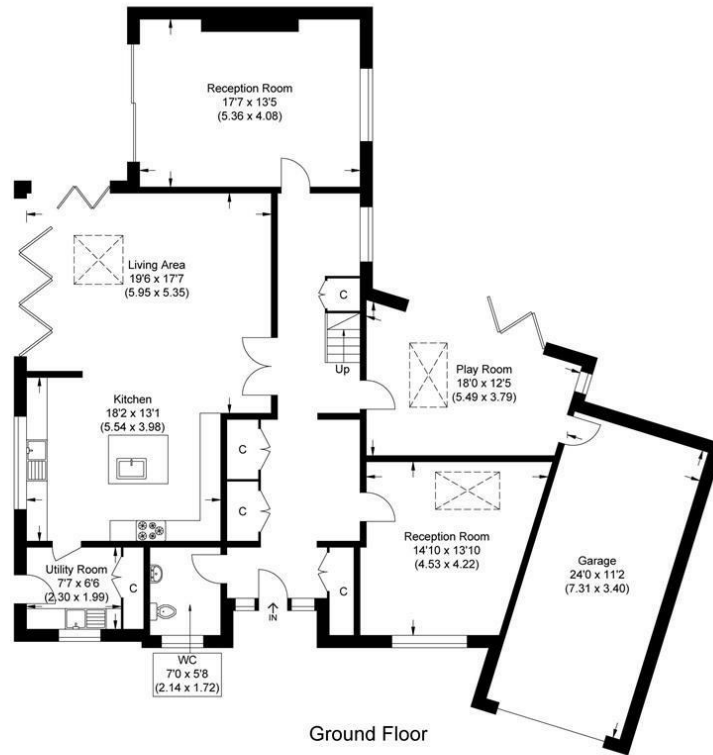 Reception Room
17'7 x 13'5
(5.36 x 4.08)
Living Area
19'6 x 17'7
(5.95 x 5.35)
C
Up
Play Room
18'0 x 12'5
(5.49 x 3.79)
Kitchen
18'2 x 13'1
(5.54 x 3.98)
C
C
Reception Room
14'10 x 13'10
(4.53 x 4.22)
Garage
24'0 x 11'2
(7.31 x 3.40)
Utility Room
7'7 x 6'6
(2.30 x 1.99)
C
C
IN
WC
7'0 x 5'8
(2.14 x 1.72)
Ground Floor